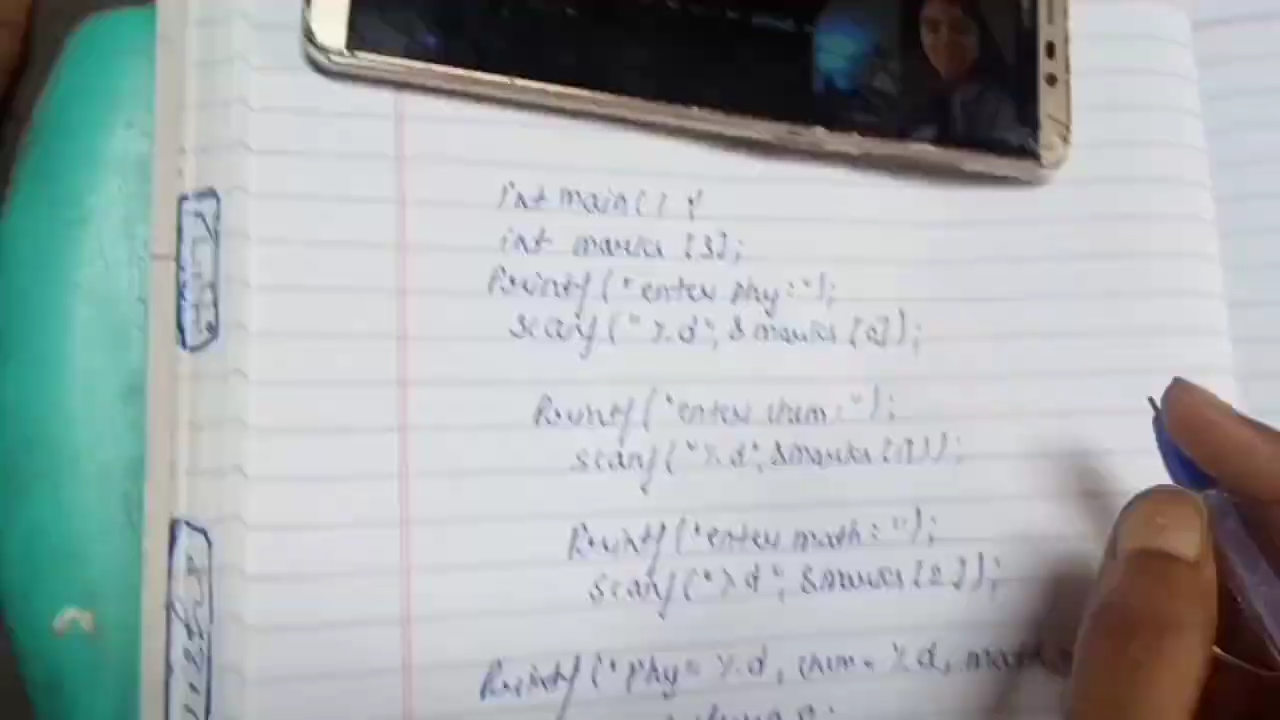 int main() {
int marks [3];
Printf("enter phy:");
scanf("%d", &marks [0]);
Printf("enter chem:");
scanf("%d", &marks [1]);
Printf("enter math:");
scanf("%d", &marks [2]);
Printf("Phy= %d, chem= %d, math